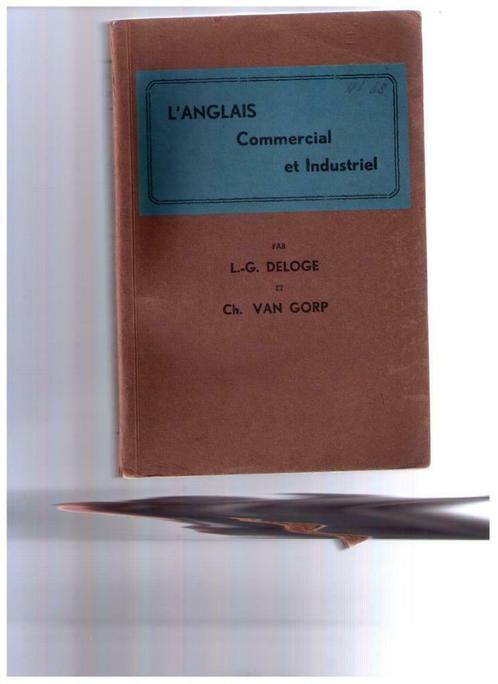 L'ANGLAIS
Commercial
et Industriel
PAR
L.-G. DELOGE
ET
Ch. VAN GORP